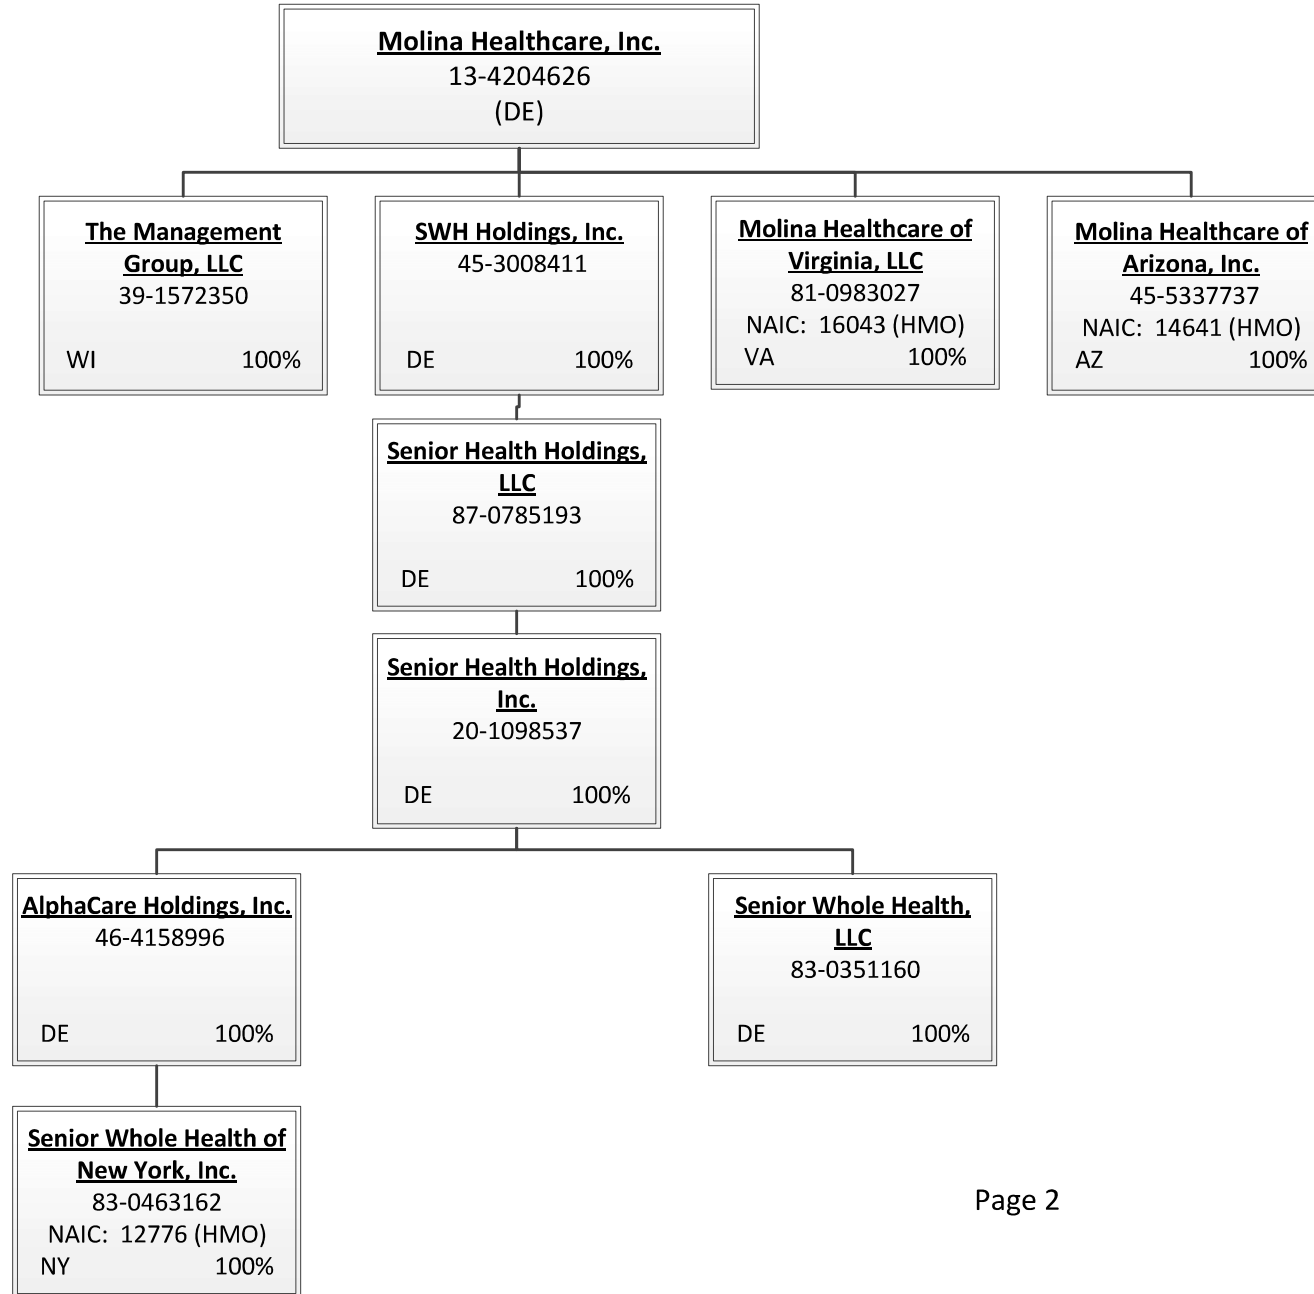 Molina Healthcare, Inc.
13-4204626
(DE)
The Management
Group, LLC
39-1572350
WI 100%
SWH Holdings, Inc.
45-3008411
DE 100%
Molina Healthcare of
Virginia, LLC
81-0983027
NAIC: 16043 (HMO)
VA 100%
Molina Healthcare of
Arizona, Inc.
45-5337737
NAIC: 14641 (HMO)
AZ 100%
Senior Health Holdings,
LLC
87-0785193
DE 100%
Senior Health Holdings,
Inc.
20-1098537
DE 100%
AlphaCare Holdings, Inc.
46-4158996
DE 100%
Senior Whole Health,
LLC
83-0351160
DE 100%
Senior Whole Health of
New York, Inc.
83-0463162
NAIC: 12776 (HMO)
NY 100%
Page 2